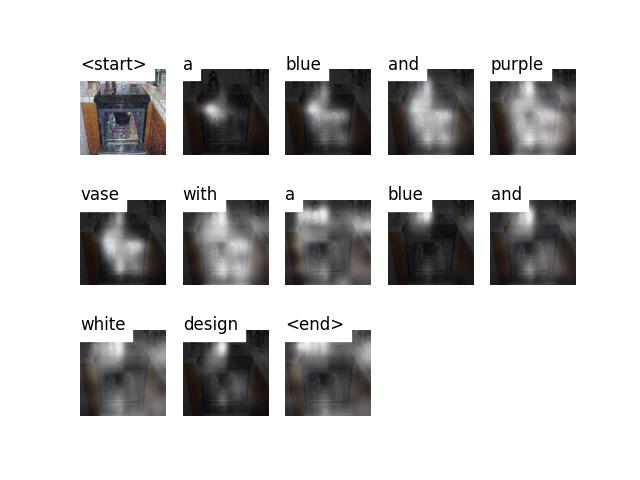 <start> a blue and purple
vase with a blue and
white design <end>